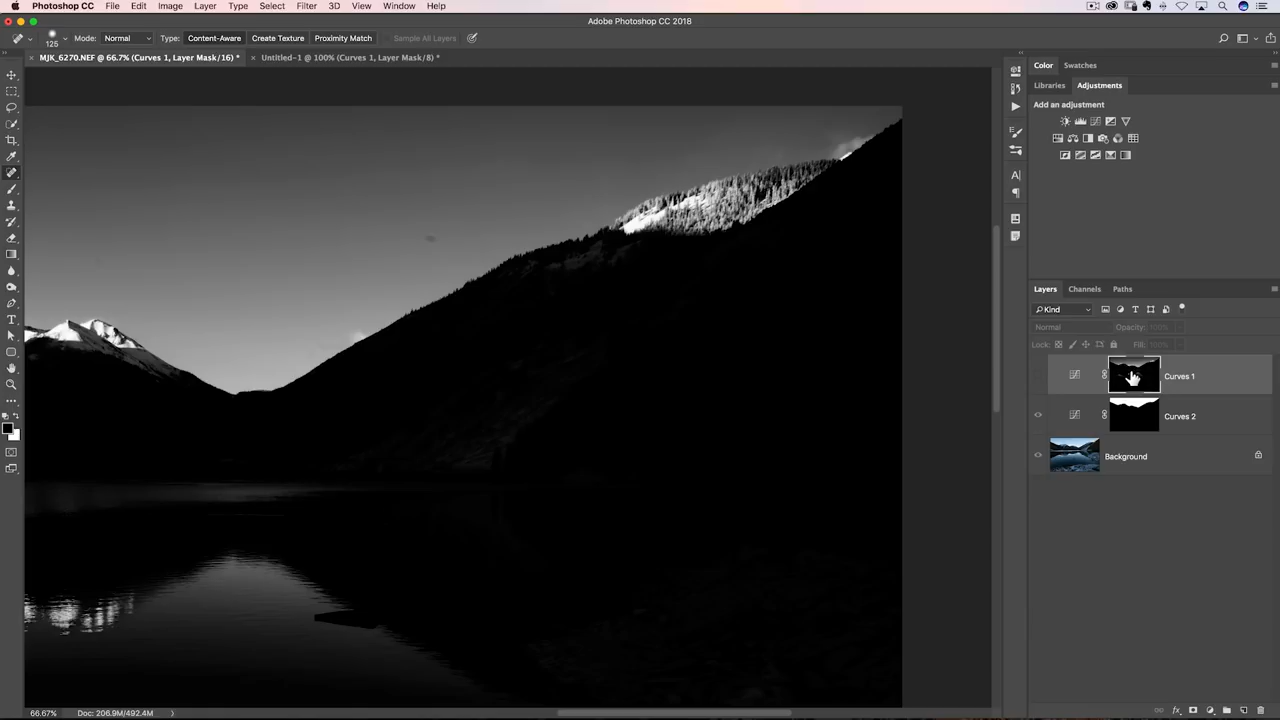 Photoshop CC File Edit Image Layer Type Select Filter 3D View Window Help
Adobe Photoshop CC 2018
125 Mode: Normal Type: Content-Aware Create Texture Proximity Match Sample All Layers
MJK_6270.NEF @ 66.7% (Curves 1, Layer Mask/16) * Untitled-1 @ 100% (Curves 1, Layer Mask/8) *
Color Swatches
Libraries Adjustments
Add an adjustment
Layers Channels Paths
Kind
Normal Opacity: 100%
Lock: Fill: 100%
Curves 1
Curves 2
Background
66.67% Doc: 206.9M/492.4M